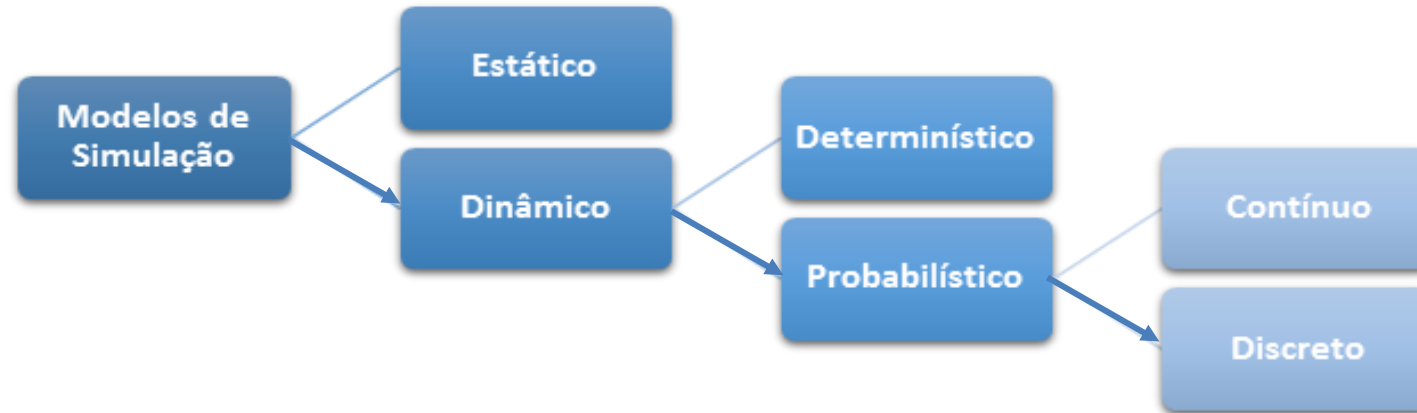 Modelos de
Simulação
Estático
Dinâmico
Determinístico
Probabilístico
Contínuo
Discreto